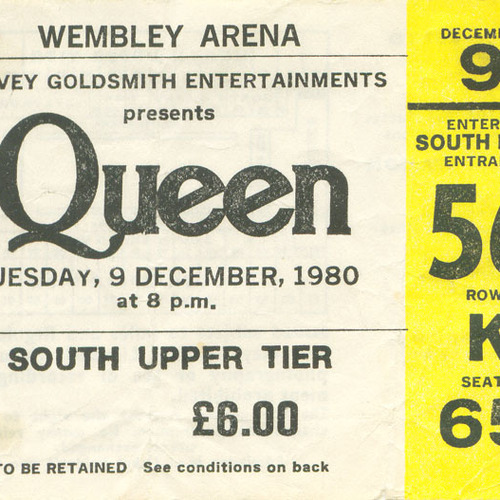 WEMBLEY ARENA
VEY GOLDSMITH ENTERTAINMENTS
presents
Queen
UESDAY, 9 DECEMBER, 1980
at 8 p.m.
SOUTH UPPER TIER
£6.00
TO BE RETAINED See conditions on back
DECEM
9
ENTER
SOUTH
ENTRA
5
ROW
K
SEAT
65